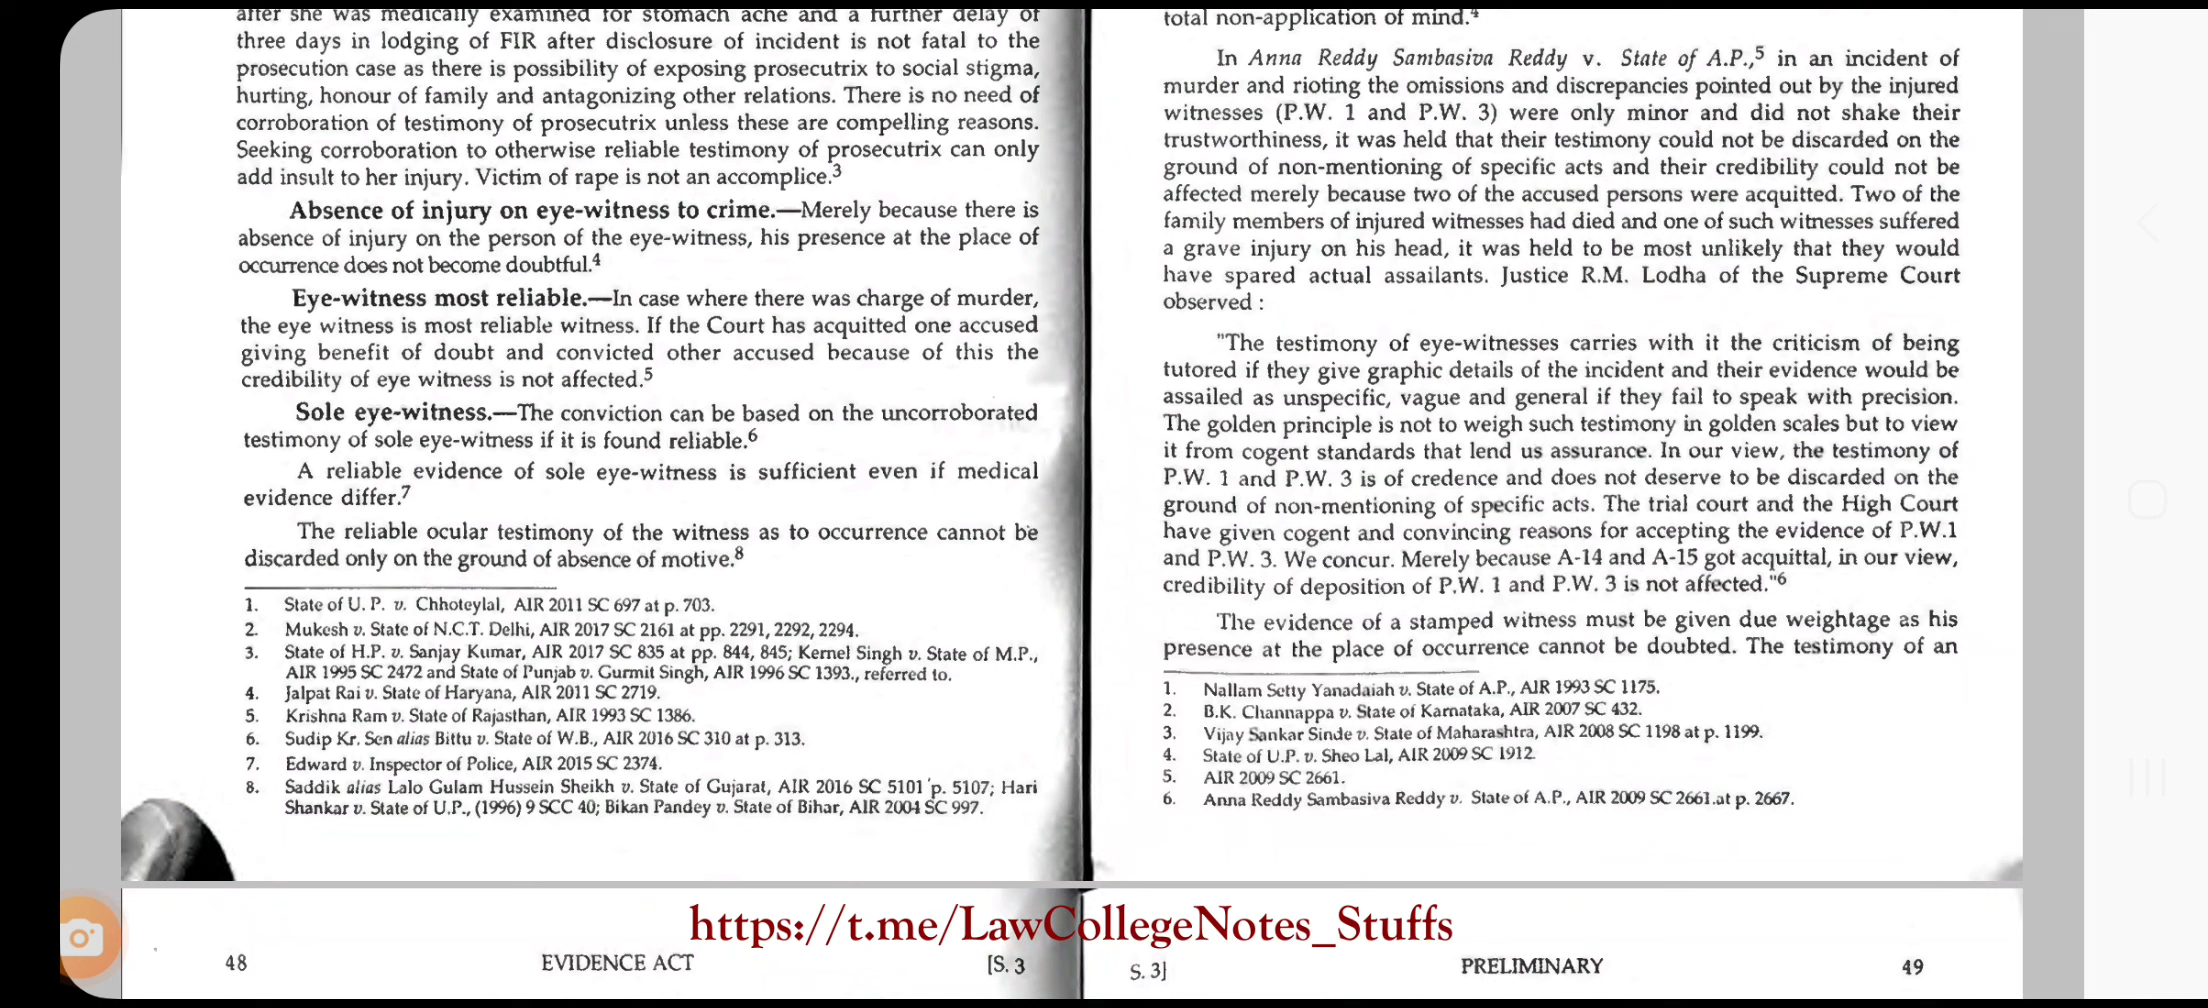 after she was medically examined for stomach ache and a further delay of
three days in lodging of FIR after disclosure of incident is not fatal to the
prosecution case as there is possibility of exposing prosecutrix to social stigma,
hurting, honour of family and antagonizing other relations. There is no need of
corroboration of testimony of prosecutrix unless these are compelling reasons.
Seeking corroboration to otherwise reliable testimony of prosecutrix can only
add insult to her injury. Victim of rape is not an accomplice.3
Absence of injury on eye-witness to crime.—Merely because there is
absence of injury on the person of the eye-witness, his presence at the place of
occurrence does not become doubtful.4
Eye-witness most reliable.—In case where there was charge of murder,
the eye witness is most reliable witness. If the Court has acquitted one accused
giving benefit of doubt and convicted other accused because of this the
credibility of eye witness is not affected.5
Sole eye-witness.—The conviction can be based on the uncorroborated
testimony of sole eye-witness if it is found reliable.6
A reliable evidence of sole eye-witness is sufficient even if medical
evidence differ.7
The reliable ocular testimony of the witness as to occurrence cannot be
discarded only on the ground of absence of motive.8
1. State of U. P. v. Chhoteylal, AIR 2011 SC 697 at p. 703.
2. Mukesh v. State of N.C.T. Delhi, AIR 2017 SC 2161 at pp. 2291, 2292, 2294.
3. State of H.P. v. Sanjay Kumar, AIR 2017 SC 835 at pp. 844, 845; Kernel Singh v. State of M.P.,
AIR 1995 SC 2472 and State of Punjab v. Gurmit Singh, AIR 1996 SC 1393., referred to.
4. Jalpat Rai v. State of Haryana, AIR 2011 SC 2719.
5. Krishna Ram v. State of Rajasthan, AIR 1993 SC 1386.
6. Sudip Kr. Sen alias Bittu v. State of W.B., AIR 2016 SC 310 at p. 313.
7. Edward v. Inspector of Police, AIR 2015 SC 2374.
8. Saddik alias Lalo Gulam Hussein Sheikh v. State of Gujarat, AIR 2016 SC 5101 p. 5107; Hari
Shankar v. State of U.P., (1996) 9 SCC 40; Bikan Pandey v. State of Bihar, AIR 2004 SC 997.
total non-application of mind.4
In Anna Reddy Sambasiva Reddy v. State of A.P.,5 in an incident of
murder and rioting the omissions and discrepancies pointed out by the injured
witnesses (P.W. 1 and P.W. 3) were only minor and did not shake their
trustworthiness, it was held that their testimony could not be discarded on the
ground of non-mentioning of specific acts and their credibility could not be
affected merely because two of the accused persons were acquitted. Two of the
family members of injured witnesses had died and one of such witnesses suffered
a grave injury on his head, it was held to be most unlikely that they would
have spared actual assailants. Justice R.M. Lodha of the Supreme Court
observed :
"The testimony of eye-witnesses carries with it the criticism of being
tutored if they give graphic details of the incident and their evidence would be
assailed as unspecific, vague and general if they fail to speak with precision.
The golden principle is not to weigh such testimony in golden scales but to view
it from cogent standards that lend us assurance. In our view, the testimony of
P.W. 1 and P.W. 3 is of credence and does not deserve to be discarded on the
ground of non-mentioning of specific acts. The trial court and the High Court
have given cogent and convincing reasons for accepting the evidence of P.W.1
and P.W. 3. We concur. Merely because A-14 and A-15 got acquittal, in our view,
credibility of deposition of P.W. 1 and P.W. 3 is not affected."6
The evidence of a stamped witness must be given due weightage as his
presence at the place of occurrence cannot be doubted. The testimony of an
1. Nallam Setty Yanadaiah v. State of A.P., AIR 1993 SC 1175.
2. B.K. Channappa v. State of Karnataka, AIR 2007 SC 432.
3. Vijay Sankar Sinde v. State of Maharashtra, AIR 2008 SC 1198 at p. 1199.
4. State of U.P. v. Sheo Lal, AIR 2009 SC 1912.
5. AIR 2009 SC 2661.
6. Anna Reddy Sambasiva Reddy v. State of A.P., AIR 2009 SC 2661.at p. 2667.
https://t.me/LawCollegeNotes_Stuffs
48 EVIDENCE ACT [S. 3
S. 3] PRELIMINARY 49